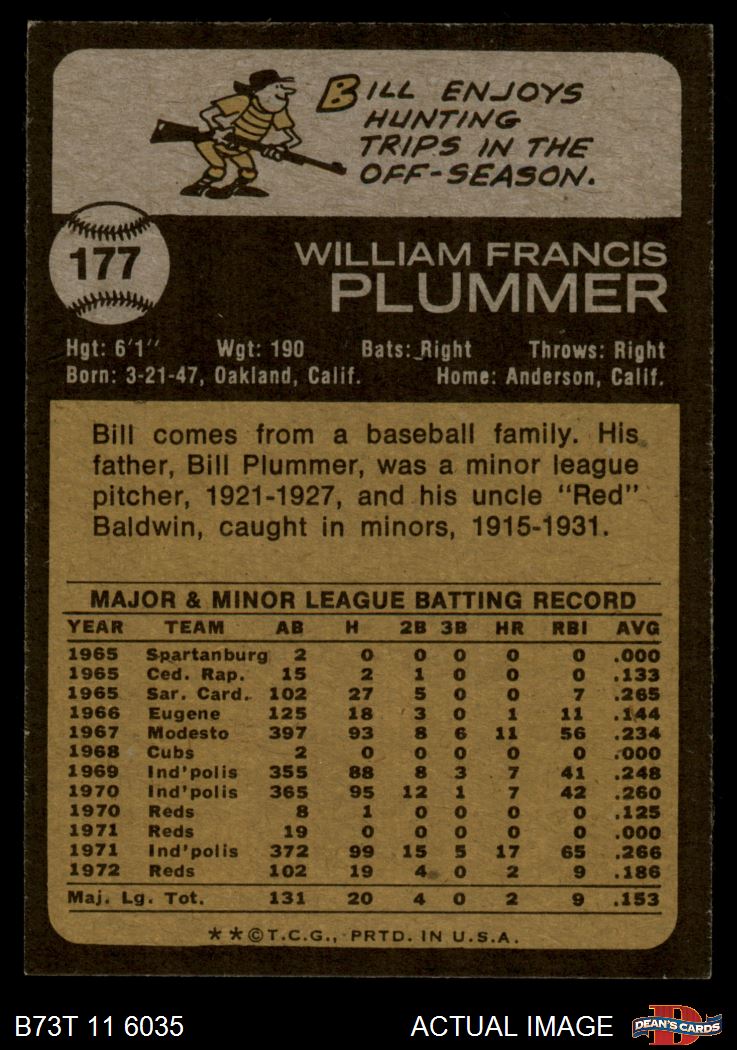 BILL ENJOYS
HUNTING
TRIPS IN THE
OFF-SEASON.
177
WILLIAM FRANCIS
PLUMMER
Hgt: 6'1" Wgt: 190 Bats: Right Throws: Right
Born: 3-21-47, Oakland, Calif. Home: Anderson, Calif.
Bill comes from a baseball family. His
father, Bill Plummer, was a minor league
pitcher, 1921-1927, and his uncle "Red"
Baldwin, caught in minors, 1915-1931.
MAJOR & MINOR LEAGUE BATTING RECORD
YEAR TEAM AB H 2B 3B HR RBI AVG
1965 Spartanburg 2 0 0 0 0 0 .000
1965 Ced. Rap. 15 2 1 0 0 0 .133
1965 Sar. Card. 102 27 5 0 0 7 .265
1966 Eugene 125 18 3 0 1 11 .144
1967 Modesto 397 93 8 6 11 56 .234
1968 Cubs 2 0 0 0 0 0 .000
1969 Ind'polis 355 88 8 3 7 41 .248
1970 Ind'polis 365 95 12 1 7 42 .260
1970 Reds 8 1 0 0 0 0 .125
1971 Reds 19 0 0 0 0 0 .000
1971 Ind'polis 372 99 15 5 17 65 .266
1972 Reds 102 19 4 0 2 9 .186
Maj. Lg. Tot. 131 20 4 0 2 9 .153
**©T.C.G., PRTD. IN U.S.A.
B73T 11 6035 ACTUAL IMAGE
D
DEAN'S CARDS